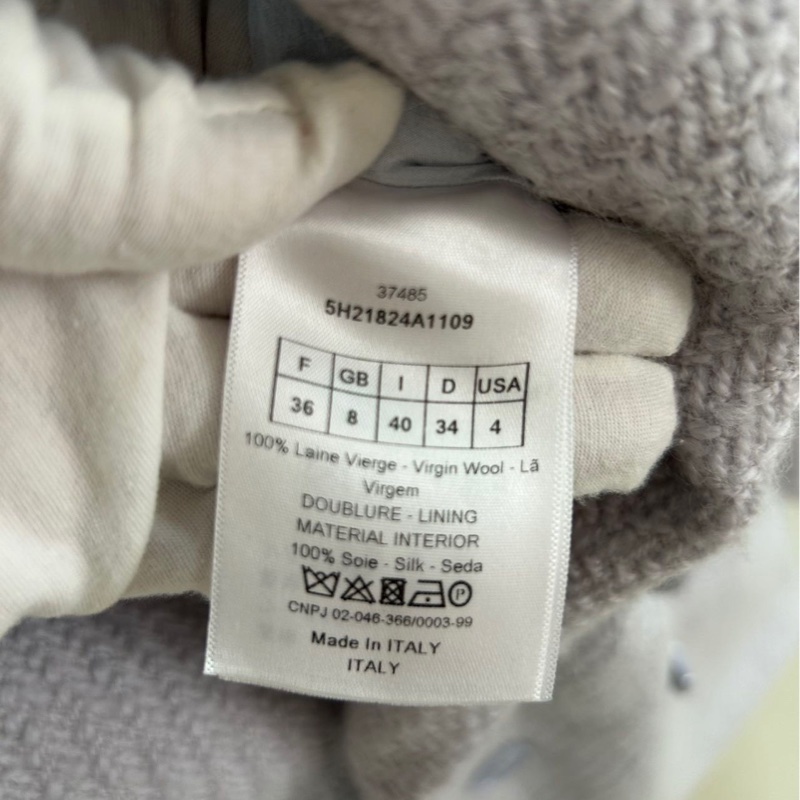 37485
5H21824A1109
F GB I D USA
36 8 40 34 4
100% Laine Vierge - Virgin Wool - Lã
Virgem
DOUBLURE - LINING
MATERIAL INTERIOR
100% Soie - Silk - Seda
P
CNPJ 02-046-366/0003-99
Made In ITALY
ITALY